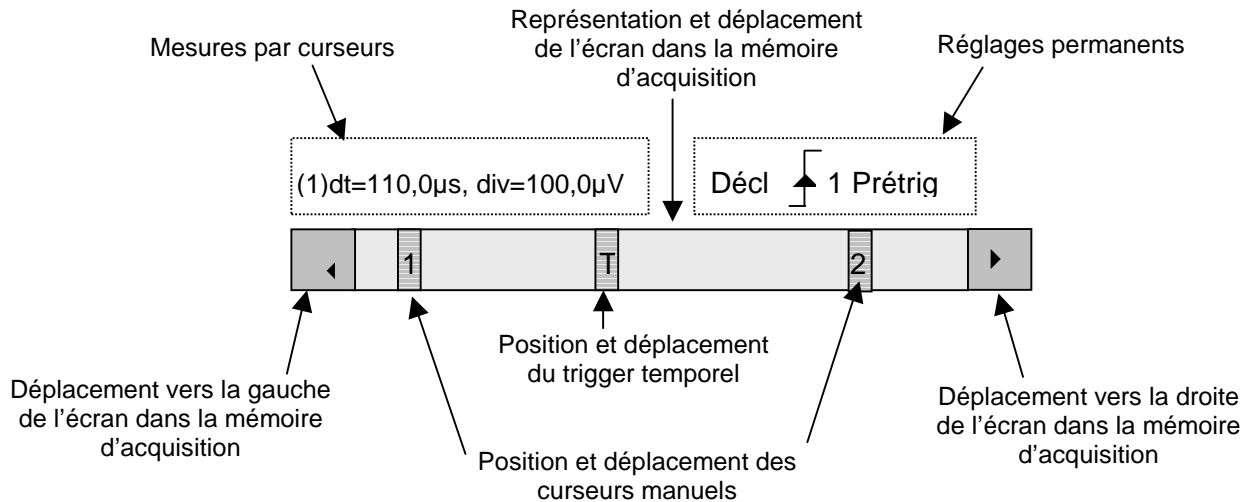 Représentation et déplacement
de l'écran dans la mémoire
d'acquisition
Mesures par curseurs
Réglages permanents
(1)dt=110,0µs, div=100,0µV
Décl 1 Prétrig
1
T
2
Position et déplacement
du trigger temporel
Déplacement vers la gauche
de l'écran dans la mémoire
d'acquisition
Déplacement vers la droite
de l'écran dans la mémoire
d'acquisition
Position et déplacement des
curseurs manuels